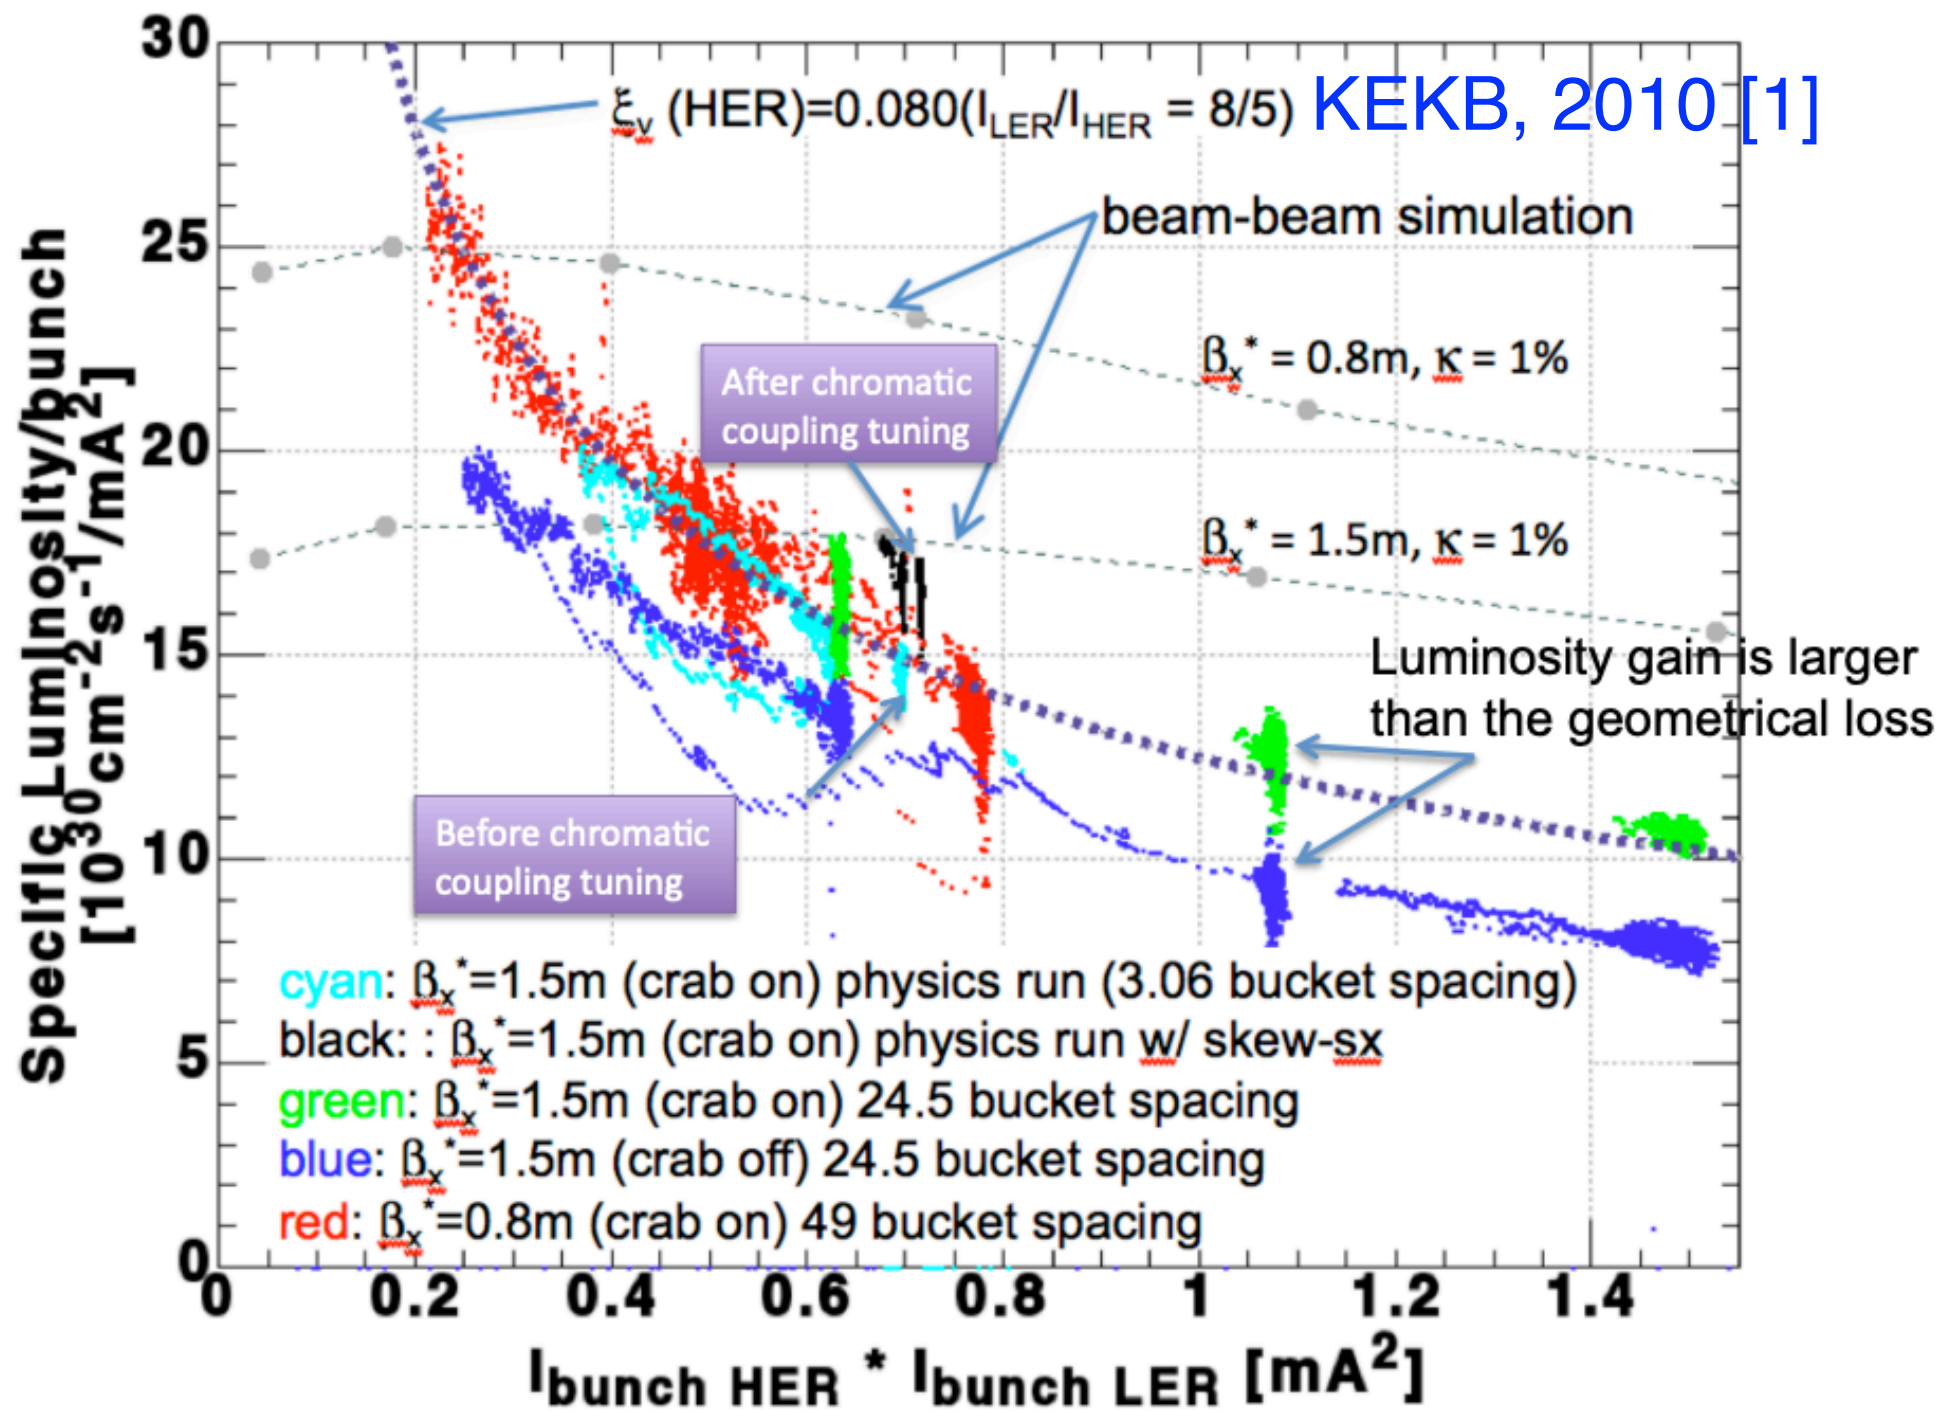 30
ξv (HER)=0.080(ILER/IHER = 8/5) KEKB, 2010 [1]
beam-beam simulation
25
βx* = 0.8m, κ = 1%
After chromatic
coupling tuning
20
βx* = 1.5m, κ = 1%
15
Luminosity gain is larger
than the geometrical loss
Before chromatic
coupling tuning
10
cyan: βx*=1.5m (crab on) physics run (3.06 bucket spacing)
black: : βx*=1.5m (crab on) physics run w/ skew-sx
5
green: βx*=1.5m (crab on) 24.5 bucket spacing
blue: βx*=1.5m (crab off) 24.5 bucket spacing
red: βx*=0.8m (crab on) 49 bucket spacing
0
0 0.2 0.4 0.6 0.8 1 1.2 1.4
Ibunch HER * Ibunch LER [mA2]
Specific Luminosity/bunch
[1030cm-2s-1/mA2]